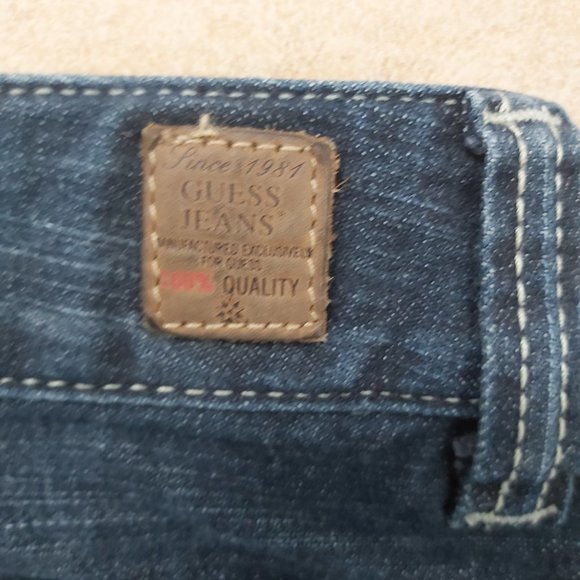 Since 1981
GUESS
JEANS®
MANUFACTURED EXCLUSIVELY
FOR GUESS
100% QUALITY